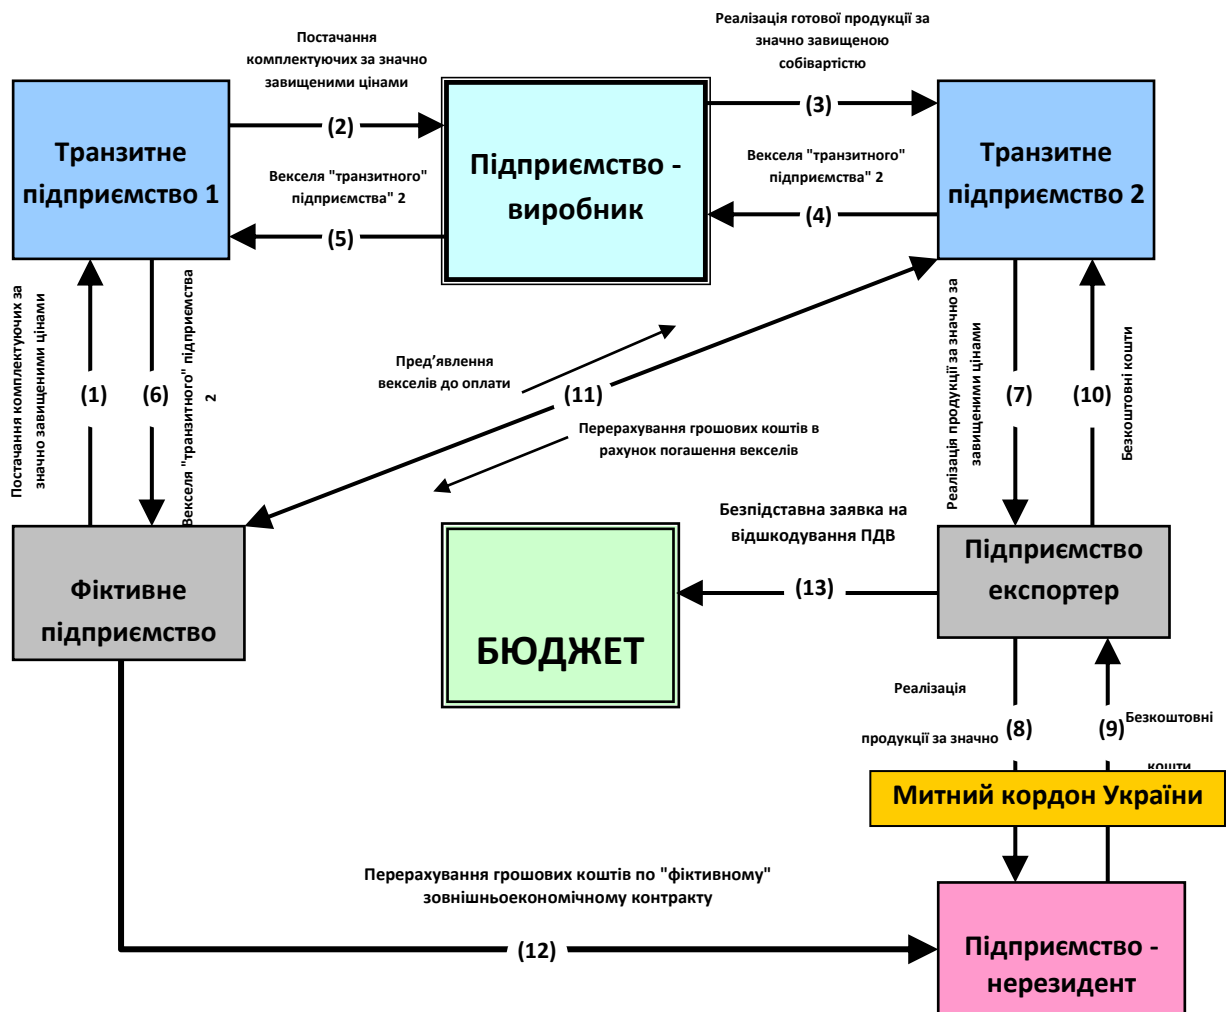 Реалізація готової продукції за
значно завищеною
собівартістю
Постачання
комплектуючих за значно
завищеними цінами
(2)
(3)
Транзитне
підприємство 1
Підприємство -
виробник
Транзитне
підприємство 2
Векселя "транзитного"
підприємства" 2
(5)
Векселя "транзитного"
підприємства" 2
(4)
Постачання комплектуючих за
значно завищеними цінами
(1)
(6)
Векселя "транзитного" підприємства
2
Пред’явлення
векселів до оплати
(11)
Перерахування грошових коштів в
рахунок погашення векселів
Реалізація продукції за значно за
завищеними цінами
(7)
(10)
Безкоштовні кошти
Фіктивне
підприємство
БЮДЖЕТ
Безпідставна заявка на
відшкодування ПДВ
(13)
Підприємство
експортер
Реалізація
продукції за значно
(8)
(9)
Безкоштовні
кошти
Митний кордон України
Перерахування грошових коштів по "фіктивному"
зовнішньоекономічному контракту
(12)
Підприємство -
нерезидент